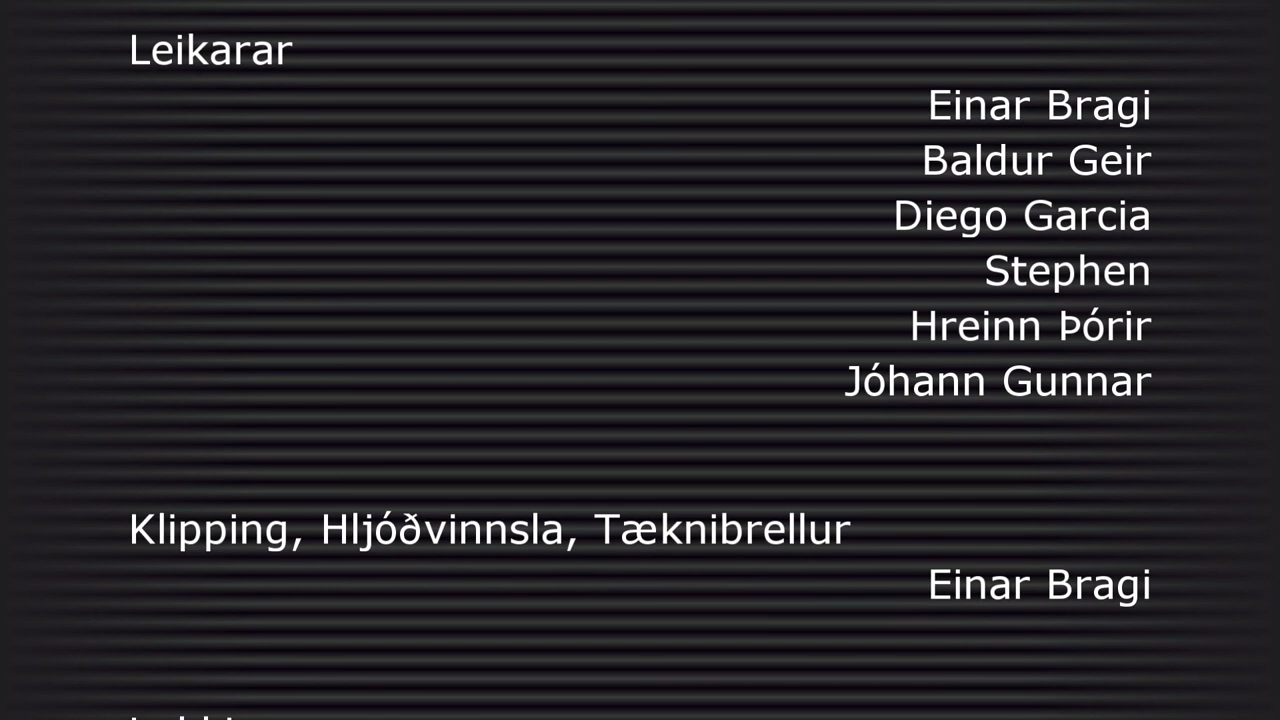 Leikarar
Einar Bragi
Baldur Geir
Diego Garcia
Stephen
Hreinn Þórir
Jóhann Gunnar
Klipping, Hljóðvinnsla, Tæknibrellur
Einar Bragi